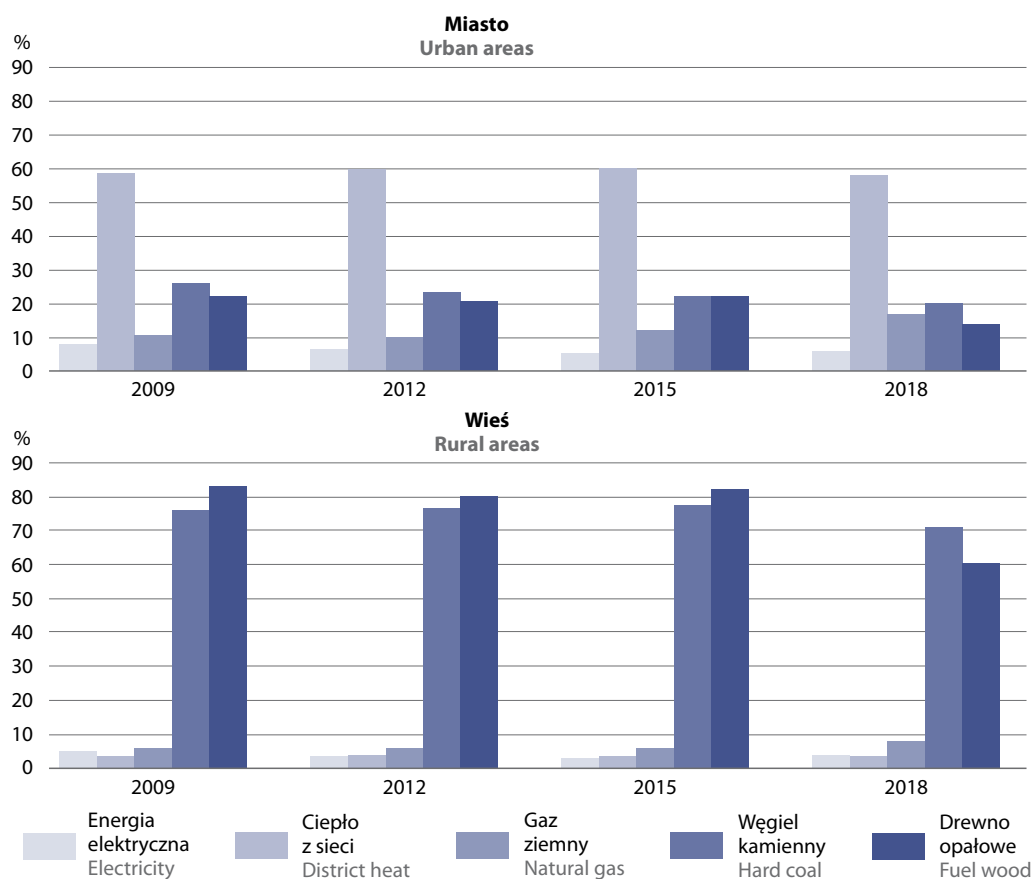 Miasto
Urban areas
%
90
80
70
60
50
40
30
20
10
0
2009 2012 2015 2018
Wieś
Rural areas
%
90
80
70
60
50
40
30
20
10
0
2009 2012 2015 2018
Energia
elektryczna
Electricity
Ciepło
z sieci
District heat
Gaz
ziemny
Natural gas
Węgiel
kamienny
Hard coal
Drewno
opałowe
Fuel wood